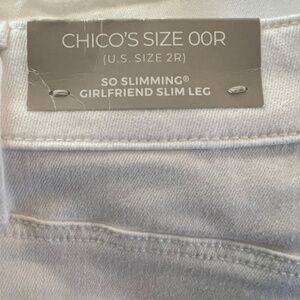 CHICO'S SIZE 00R
(U.S. SIZE 2R)
SO SLIMMING®
GIRLFRIEND SLIM LEG